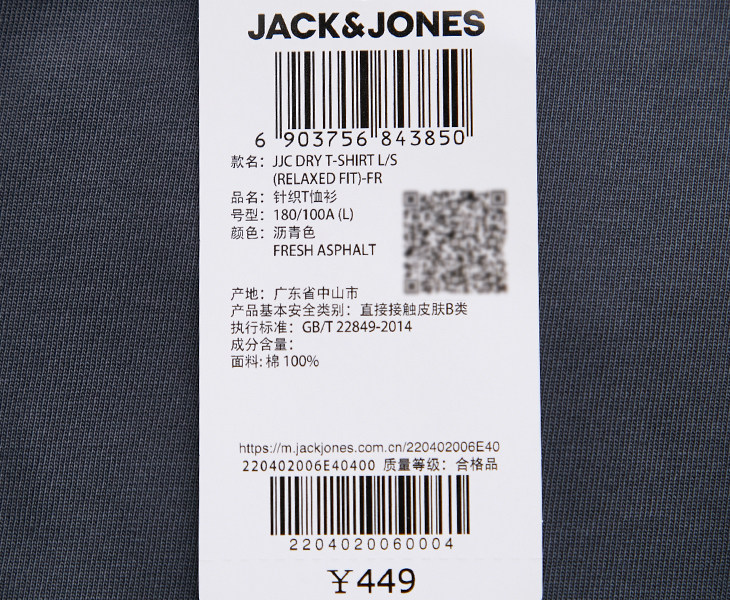 JACK&JONES
6 903756 843850
款名: JJC DRY T-SHIRT L/S
(RELAXED FIT)-FR
品名: 针织T恤衫
号型: 180/100A (L)
颜色: 沥青色
FRESH ASPHALT
产地: 广东省中山市
产品基本安全类别: 直接接触皮肤B类
执行标准: GB/T 22849-2014
成分含量:
面料: 棉 100%
https://m.jackjones.com.cn/220402006E40
220402006E40400 质量等级: 合格品
2204020060004
￥449